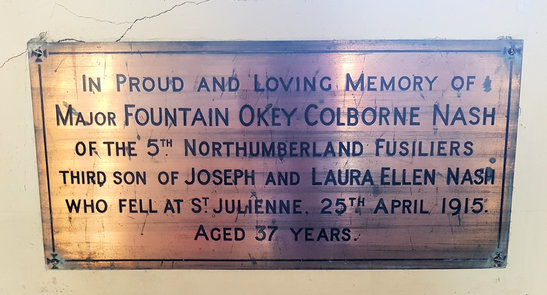 IN PROUD AND LOVING MEMORY OF
MAJOR FOUNTAIN OKEY COLBORNE NASH
OF THE 5TH NORTHUMBERLAND FUSILIERS
THIRD SON OF JOSEPH AND LAURA ELLEN NASH
WHO FELL AT ST JULIENNE, 25TH APRIL 1915.
AGED 37 YEARS.